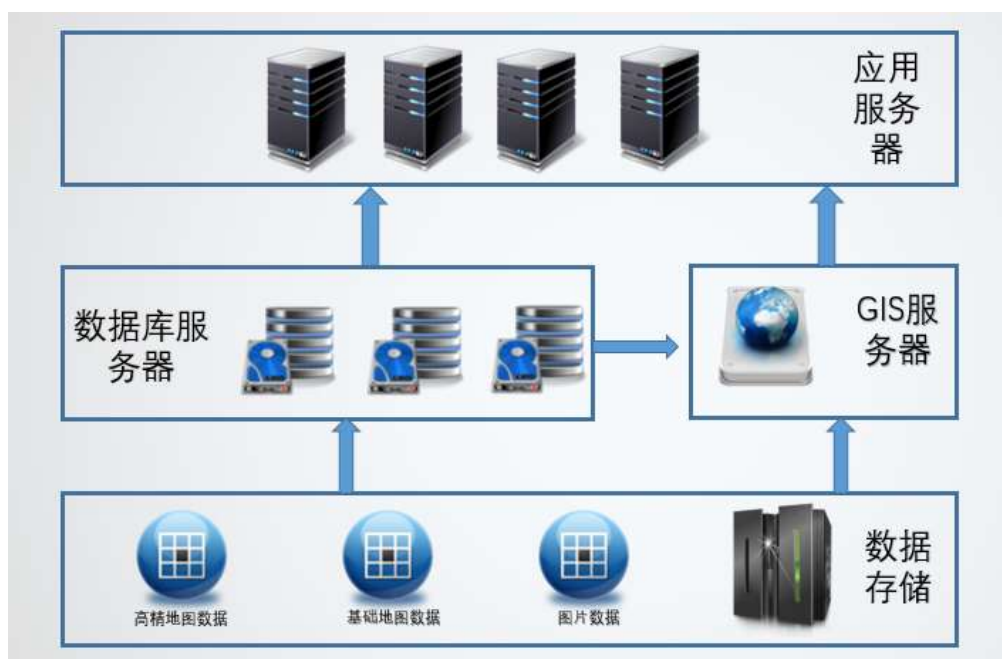 应用
服务
器
数据库服
务器
GIS服
务器
高精地图数据
基础地图数据
图片数据
数据
存储